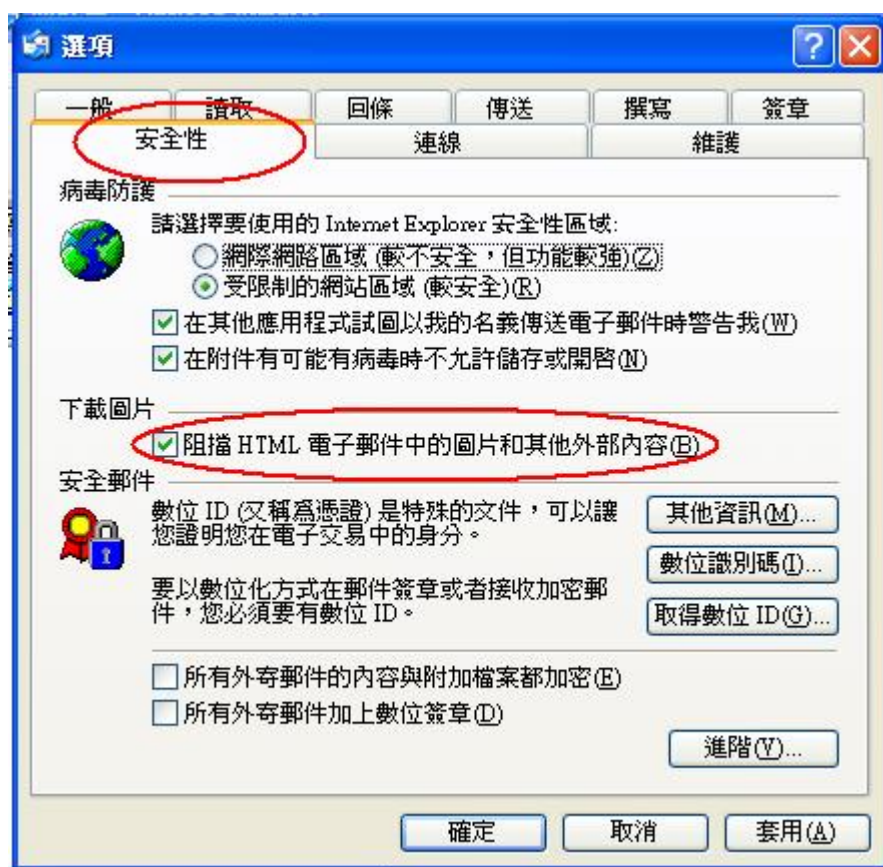 選項
一般 讀取 回條 傳送 撰寫 簽章
安全性 連線 維護
病毒防護
請選擇要使用的 Internet Explorer 安全性區域:
網際網路區域 (較不安全，但功能較強)(Z)
受限制的網站區域 (較安全)(R)
在其他應用程式試圖以我的名義傳送電子郵件時警告我(W)
在附件有可能有病毒時不允許儲存或開啓(N)
下載圖片
阻擋 HTML 電子郵件中的圖片和其他外部內容(B)
安全郵件
數位 ID (又稱爲憑證) 是特殊的文件，可以讓
您證明您在電子交易中的身分。
其他資訊(M)...
數位識別碼(I)...
要以數位化方式在郵件簽章或者接收加密郵
件，您必須要有數位 ID。
取得數位 ID(G)...
所有外寄郵件的內容與附加檔案都加密(E)
所有外寄郵件加上數位簽章(D)
進階(V)...
確定 取消 套用(A)